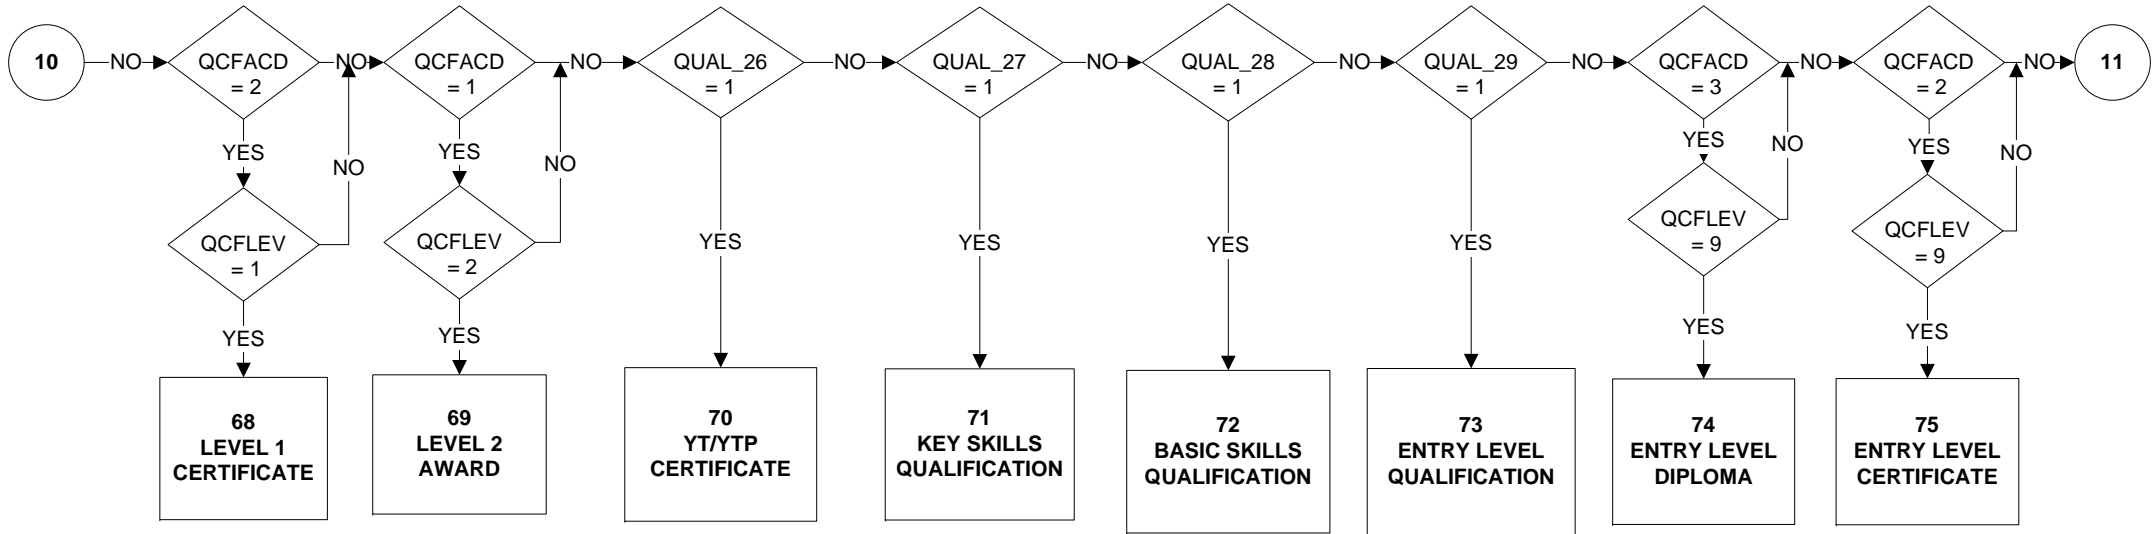 10
NO
QCFACD
= 2
NO
QCFACD
= 1
NO
QUAL_26
= 1
NO
QUAL_27
= 1
NO
QUAL_28
= 1
NO
QUAL_29
= 1
NO
QCFACD
= 3
NO
QCFACD
= 2
NO
11
YES
NO
YES
NO
YES
NO
YES
NO
QCFLEV
= 1
QCFLEV
= 2
YES
YES
YES
YES
QCFLEV
= 9
QCFLEV
= 9
YES
YES
YES
YES
68
LEVEL 1
CERTIFICATE
69
LEVEL 2
AWARD
70
YT/YTP
CERTIFICATE
71
KEY SKILLS
QUALIFICATION
72
BASIC SKILLS
QUALIFICATION
73
ENTRY LEVEL
QUALIFICATION
74
ENTRY LEVEL
DIPLOMA
75
ENTRY LEVEL
CERTIFICATE